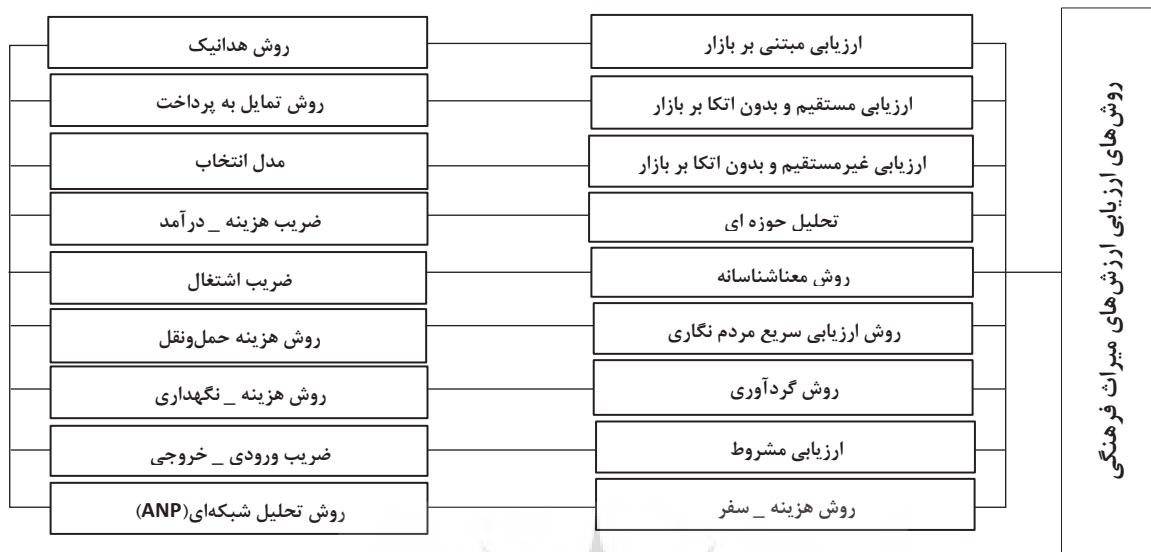 روش‌های ارزیابی ارزش‌های میراث فرهنگی
ارزیابی مبتنی بر بازار
روش هدانیک
ارزیابی مستقیم و بدون اتکا بر بازار
روش تمایل به پرداخت
ارزیابی غیرمستقیم و بدون اتکا بر بازار
مدل انتخاب
تحلیل حوزه ای
ضریب هزینه _ درآمد
روش معناشناسانه
ضریب اشتغال
روش ارزیابی سریع مردم نگاری
روش هزینه حمل‌ونقل
روش گردآوری
روش هزینه _ نگهداری
ارزیابی مشروط
ضریب ورودی _ خروجی
روش هزینه _ سفر
روش تحلیل شبکه‌ای(ANP)